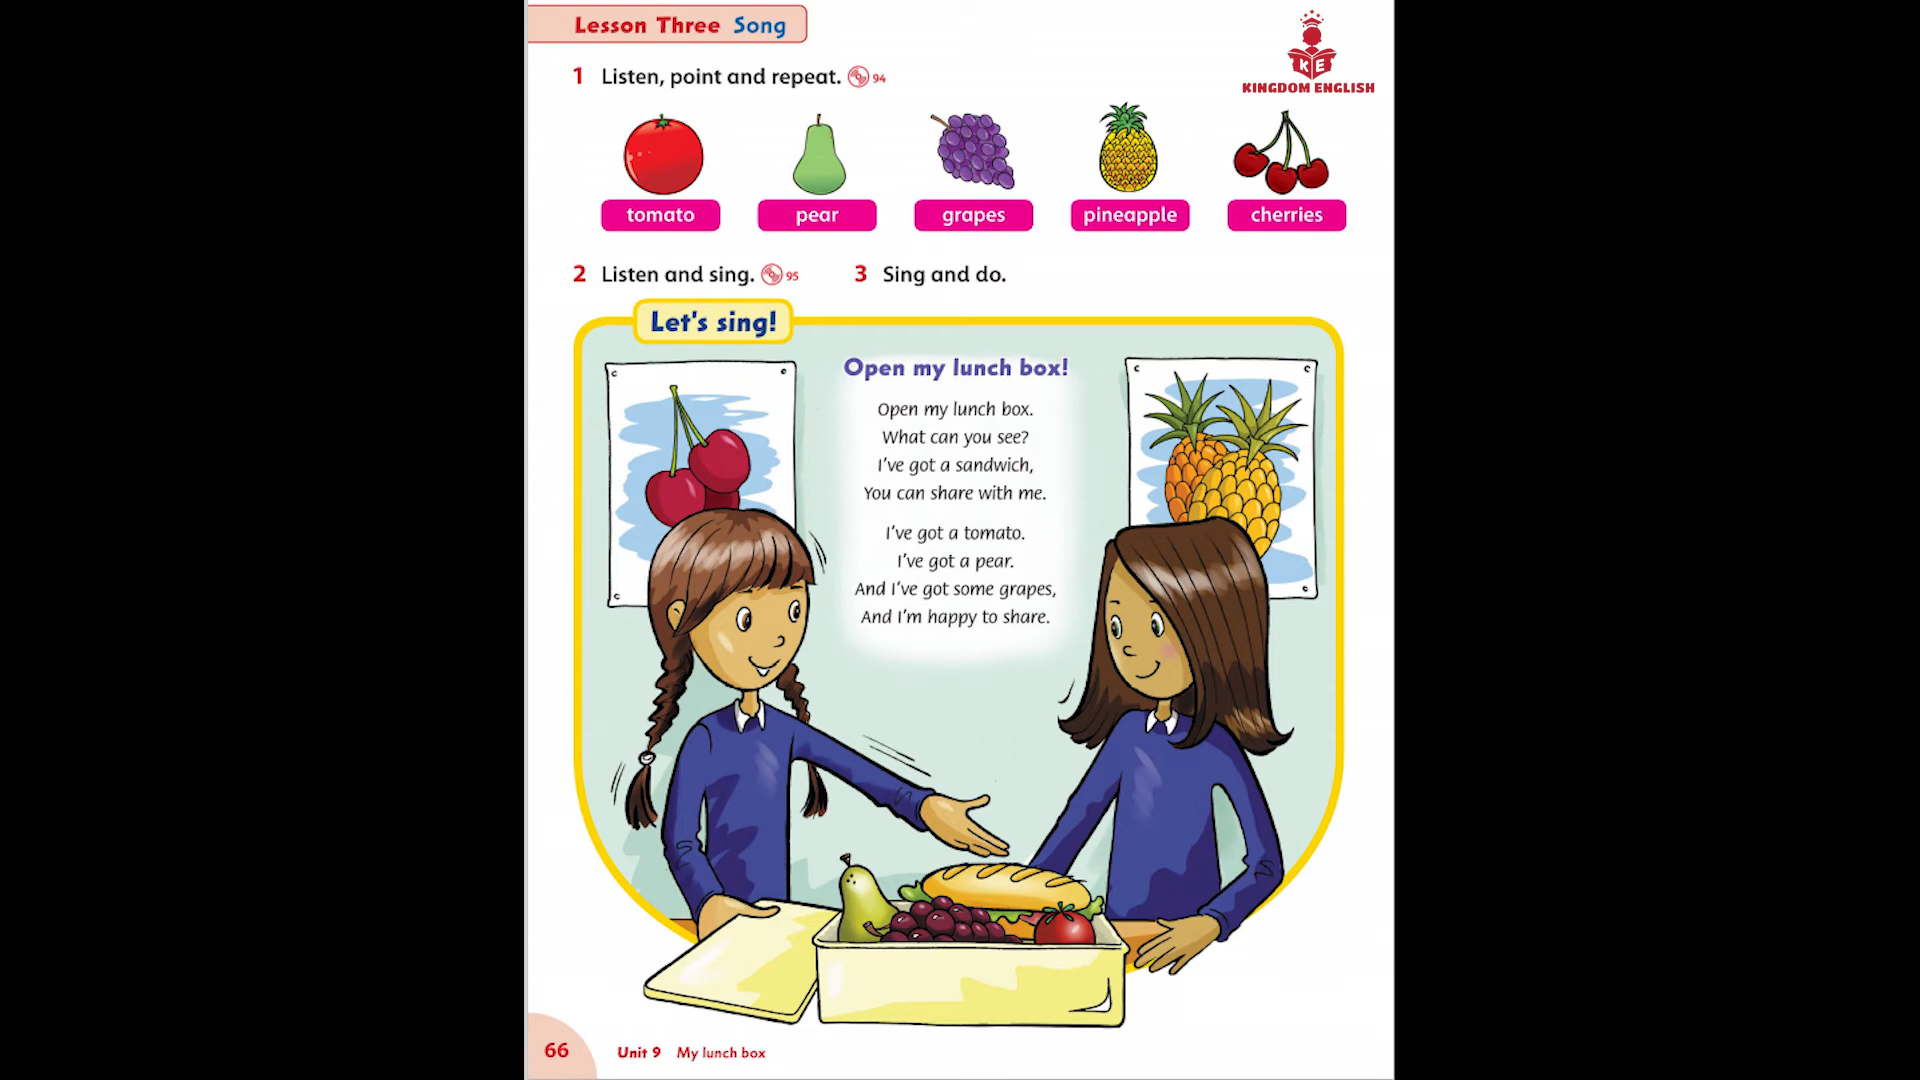 Lesson Three Song
KINGDOM ENGLISH
K E
1 Listen, point and repeat. 94
tomato
pear
grapes
pineapple
cherries
2 Listen and sing. 95
3 Sing and do.
Let's sing!
Open my lunch box!
Open my lunch box.
What can you see?
I've got a sandwich,
You can share with me.
I've got a tomato.
I've got a pear.
And I've got some grapes,
And I'm happy to share.
66
Unit 9 My lunch box